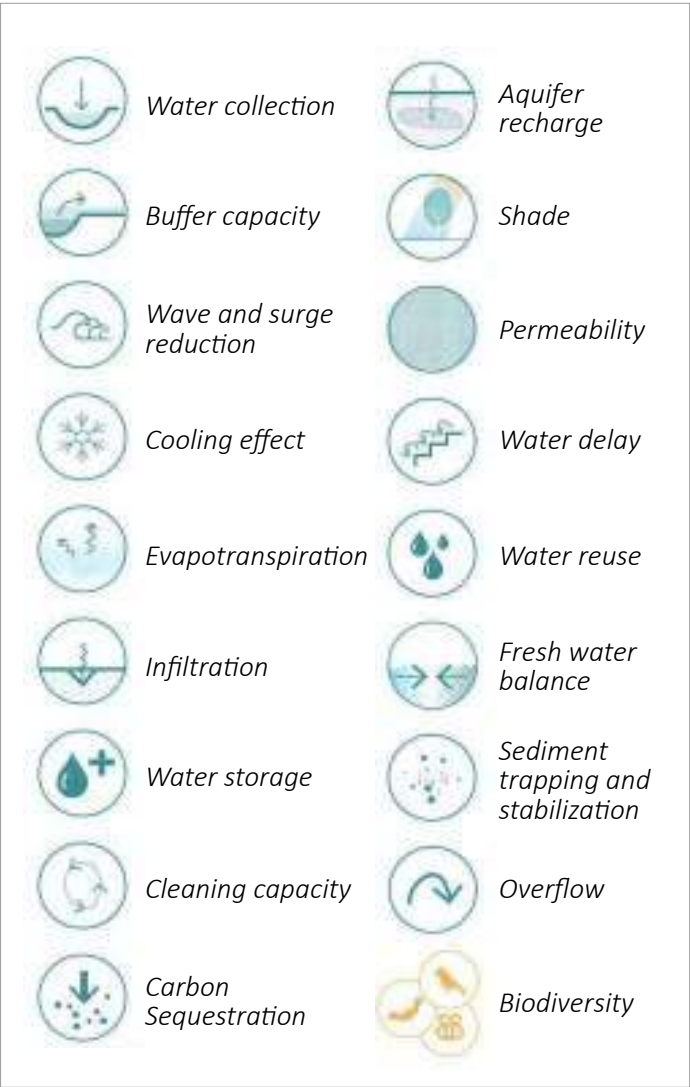 Water collection
Buffer capacity
Wave and surge
reduction
Cooling effect
Evapotranspiration
Infiltration
Water storage
Cleaning capacity
Carbon
Sequestration
Aquifer
recharge
Shade
Permeability
Water delay
Water reuse
Fresh water
balance
Sediment
trapping and
stabilization
Overflow
Biodiversity